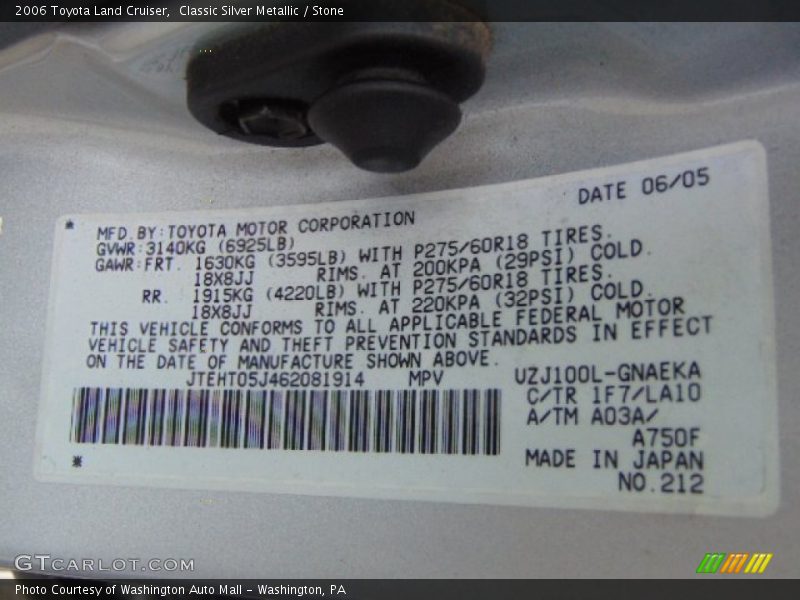 2006 Toyota Land Cruiser, Classic Silver Metallic / Stone
DATE 06/05
* MFD.BY:TOYOTA MOTOR CORPORATION
GVWR:3140KG (6925LB)
GAWR:FRT. 1630KG (3595LB) WITH P275/60R18 TIRES.
18X8JJ RIMS. AT 200KPA (29PSI) COLD.
RR. 1915KG (4220LB) WITH P275/60R18 TIRES.
18X8JJ RIMS. AT 220KPA (32PSI) COLD.
THIS VEHICLE CONFORMS TO ALL APPLICABLE FEDERAL MOTOR
VEHICLE SAFETY AND THEFT PREVENTION STANDARDS IN EFFECT
ON THE DATE OF MANUFACTURE SHOWN ABOVE.
JTEHT05J462081914 MPV UZJ100L-GNAEKA
C/TR 1F7/LA10
A/TM A03A/
A750F
* MADE IN JAPAN
NO.212
GTCARLOT.COM
Photo Courtesy of Washington Auto Mall - Washington, PA